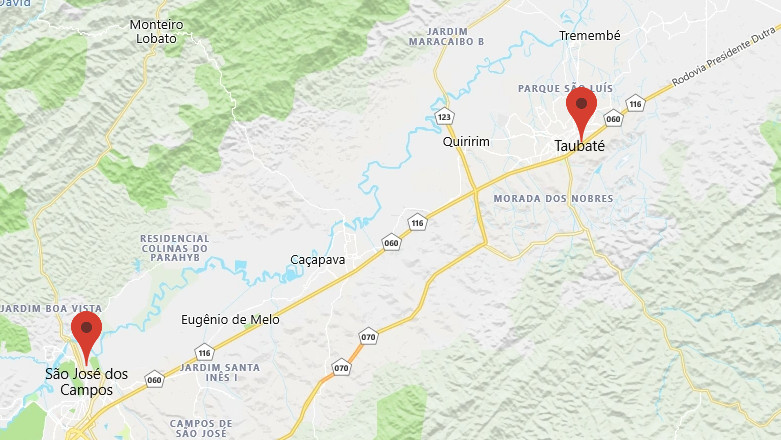 David
Monteiro
Lobato
JARDIM
MARACAIBO B
Tremembé
Rodovia Presidente Dutra
PARQUE SÃO LUÍS
116
060
123
Quiririm
Taubaté
MORADA DOS NOBRES
116
060
RESIDENCIAL
COLINAS DO
PARAHYB
Caçapava
JARDIM BOA VISTA
Eugênio de Melo
070
116
070
JARDIM SANTA
INÊS I
São José dos
Campos
060
CAMPOS DE
SÃO JOSÉ